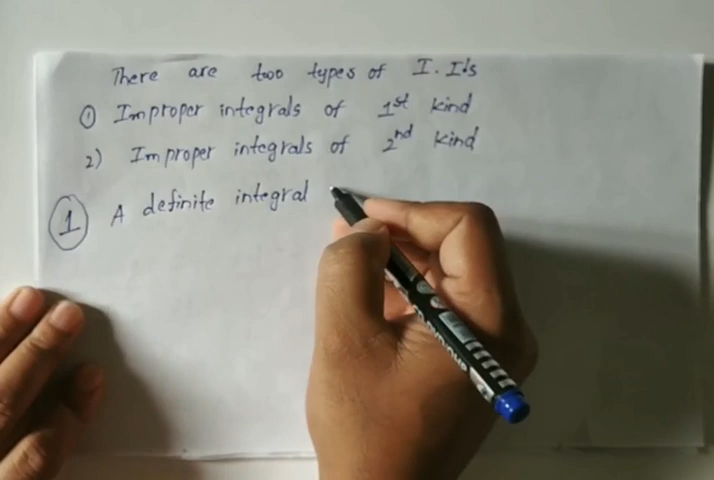 There are two types of I. I's
① Improper integrals of 1st kind
2) Improper integrals of 2nd kind
① A definite integral